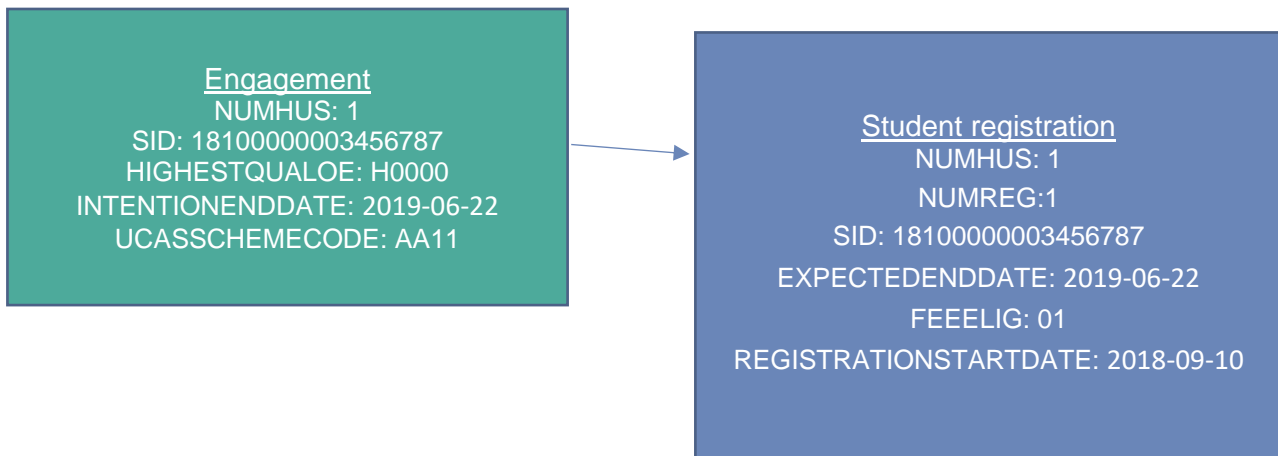 Engagement
NUMHUS: 1
SID: 18100000003456787
HIGHESTQUALOE: H0000
INTENTIONENDDATE: 2019-06-22
UCASSCHEMECODE: AA11
Student registration
NUMHUS: 1
NUMREG:1
SID: 18100000003456787
EXPECTEDENDDATE: 2019-06-22
FEEELIG: 01
REGISTRATIONSTARTDATE: 2018-09-10